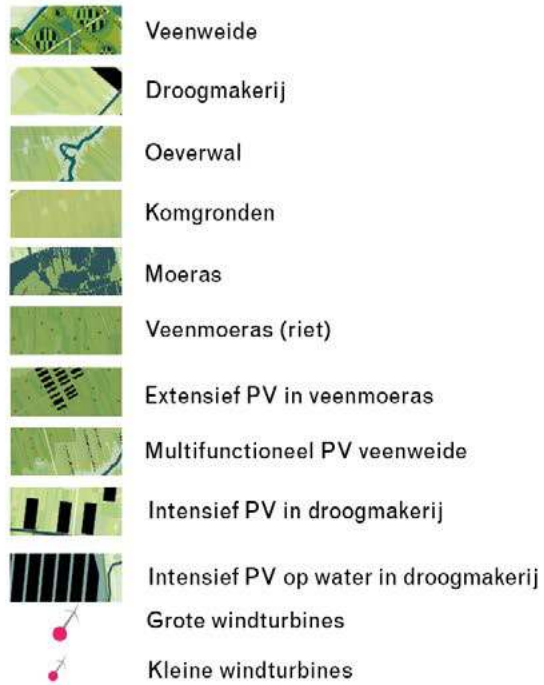 Veenweide
Droogmakerij
Oeverwal
Komgronden
Moeras
Veenmoeras (riet)
Extensief PV in veenmoeras
Multifunctioneel PV veenweide
Intensief PV in droogmakerij
Intensief PV op water in droogmakerij
Grote windturbines
Kleine windturbines